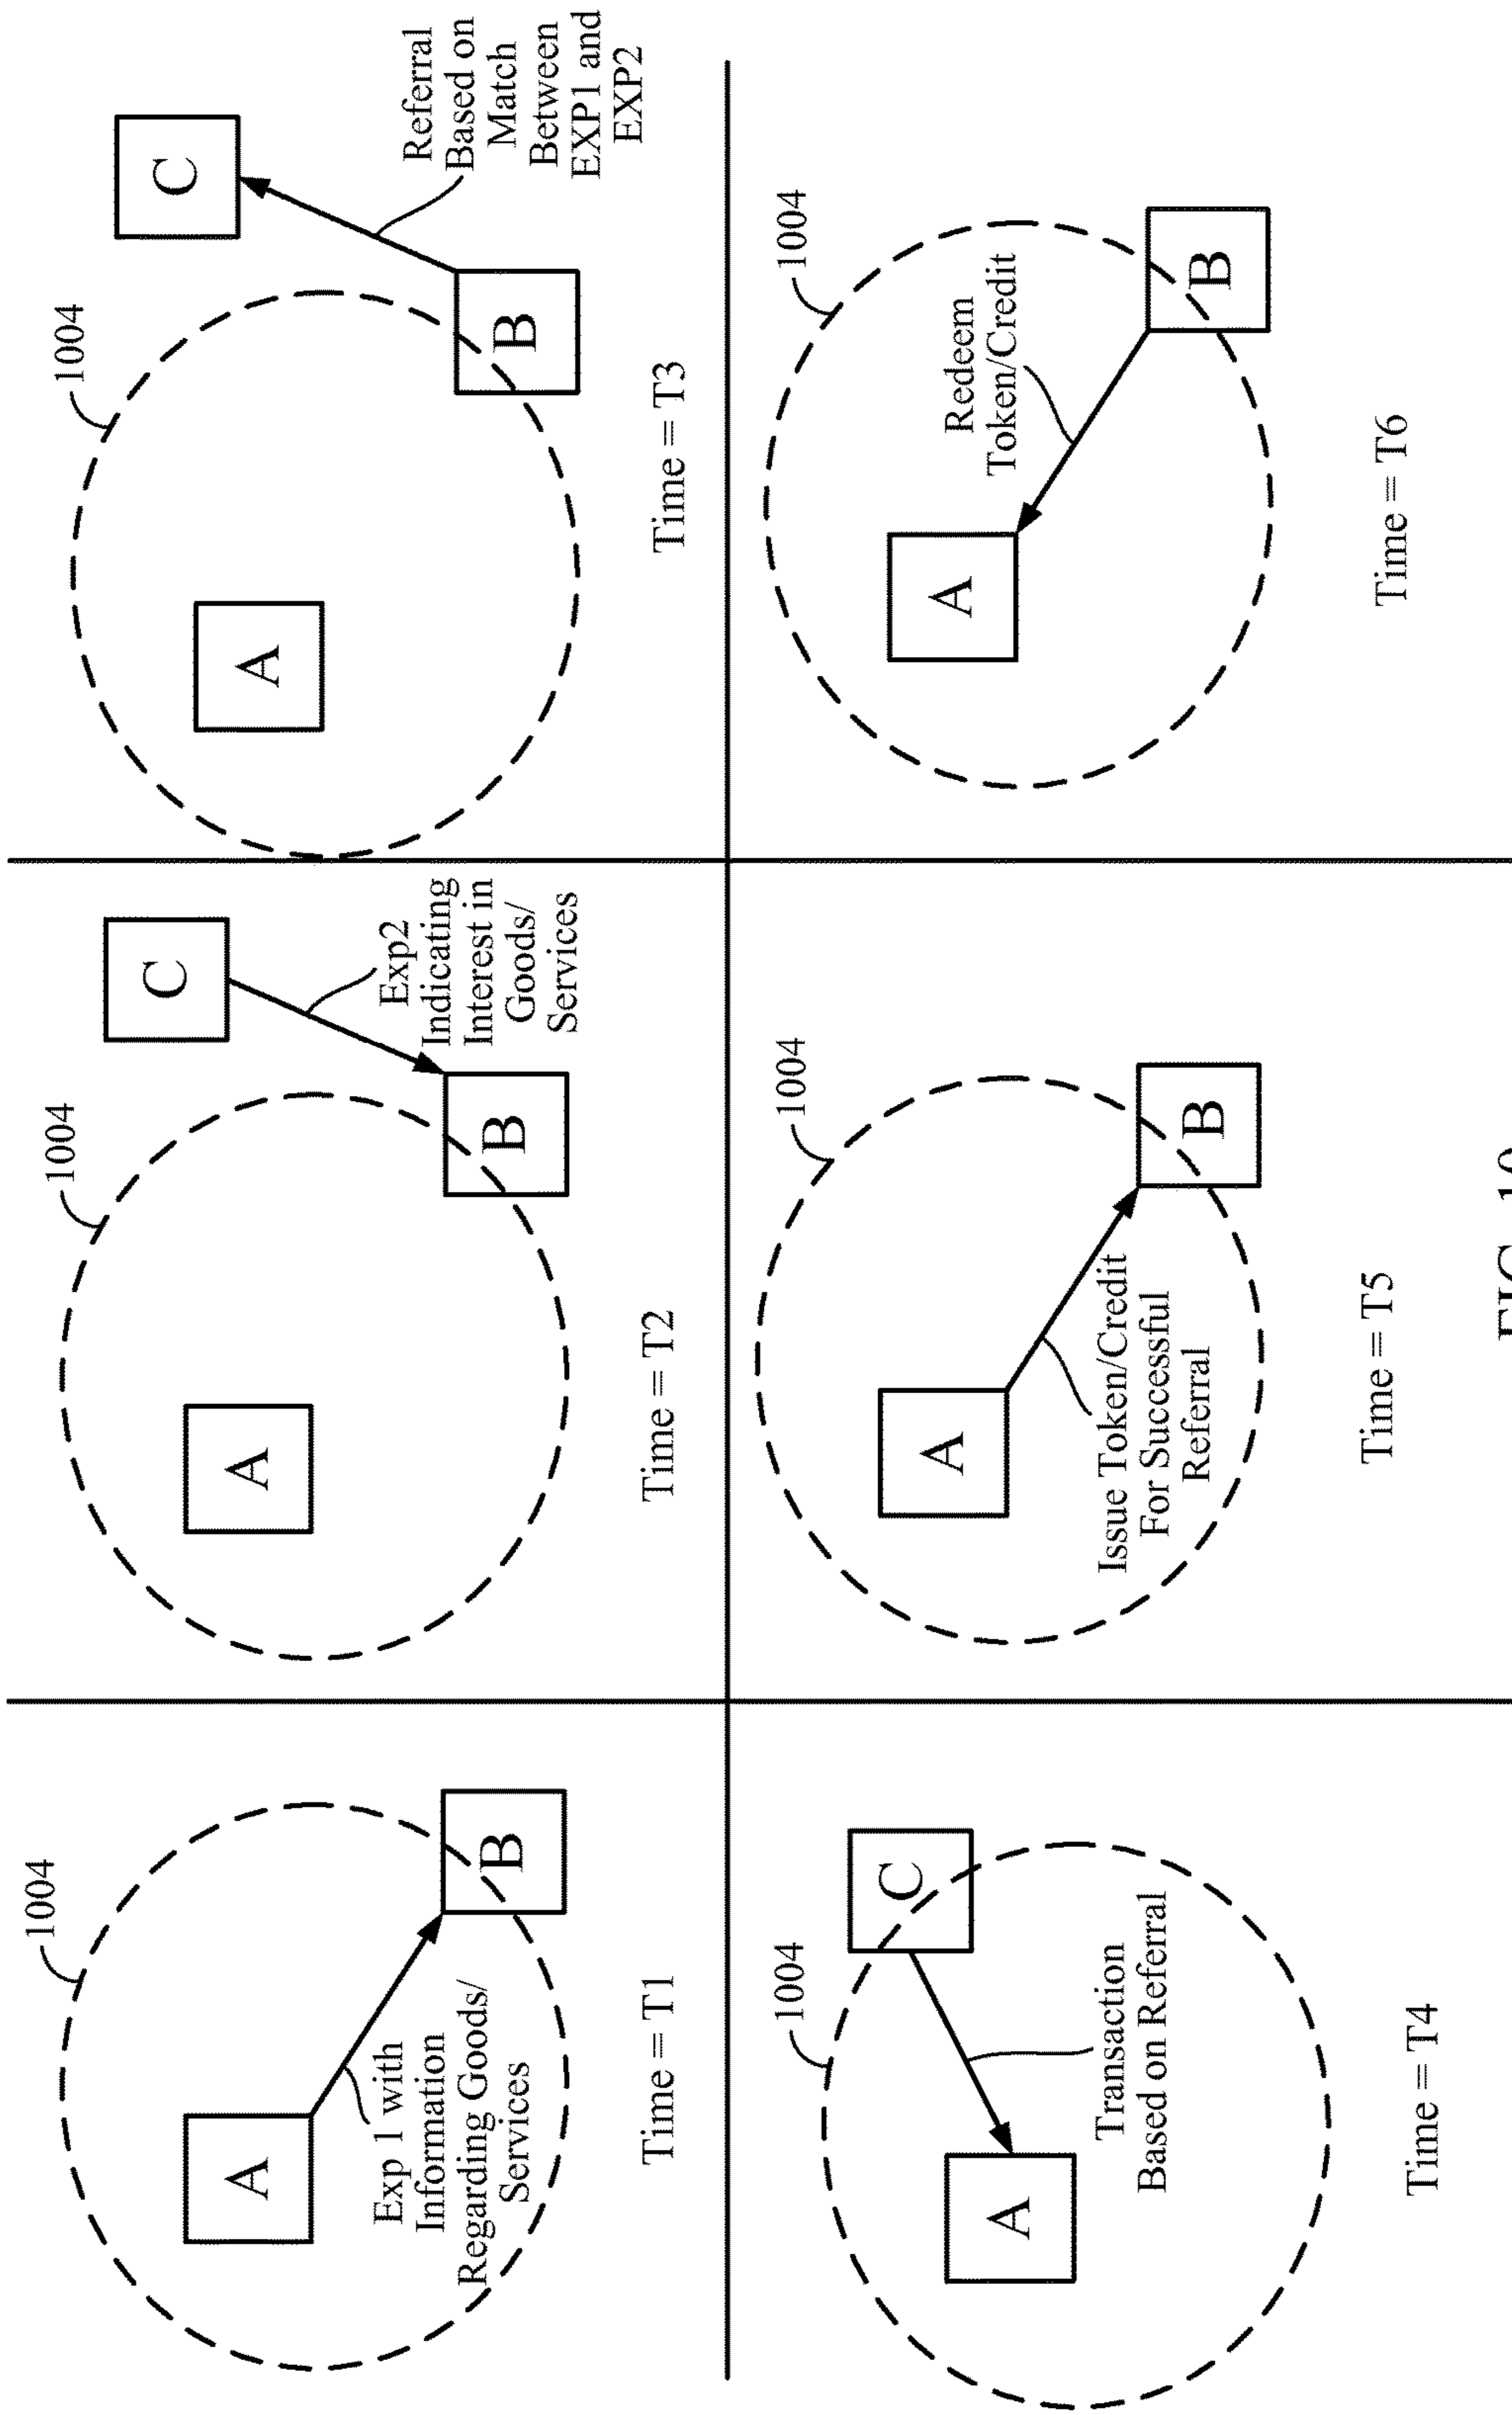 1004
A
B
Exp 1 with
Information
Regarding Goods/
Services
Time = T1
1004
A
B
C
Exp2
Indicating
Interest in
Goods/
Services
Time = T2
1004
A
B
C
Referral
Based on
Match
Between
EXP1 and
EXP2
Time = T3
1004
A
C
Transaction
Based on Referral
Time = T4
1004
A
B
Issue Token/Credit
For Successful
Referral
Time = T5
1004
A
B
Redeem
Token/Credit
Time = T6
FIG. 10